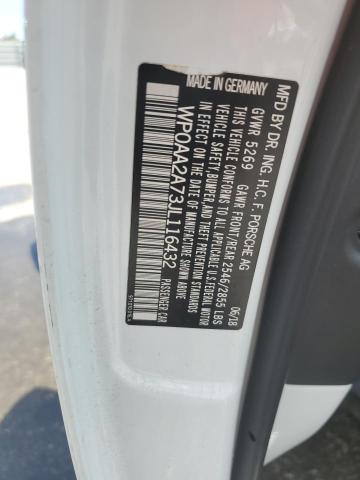 MADE IN GERMANY
MFD BY DR. ING. H.C. F. PORSCHE AG
06/18
GVWR 5269 GAWR FRONT/REAR 2546/2855 LBS
THIS VEHICLE CONFORMS TO ALL APPLICABLE U.S. FEDERAL MOTOR
VEHICLE SAFETY, BUMPER, AND THEFT PREVENTION STANDARDS
IN EFFECT ON THE DATE OF MANUFACTURE SHOWN ABOVE
WP0AA2A73JL116432
PASSENGER CAR